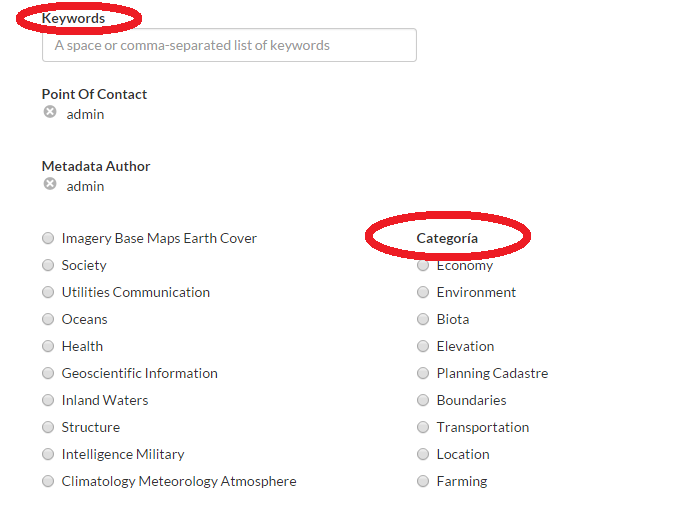 Keywords
A space or comma-separated list of keywords
Point Of Contact
admin
Metadata Author
admin
Imagery Base Maps Earth Cover
Society
Utilities Communication
Oceans
Health
Geoscientific Information
Inland Waters
Structure
Intelligence Military
Climatology Meteorology Atmosphere
Categoría
Economy
Environment
Biota
Elevation
Planning Cadastre
Boundaries
Transportation
Location
Farming